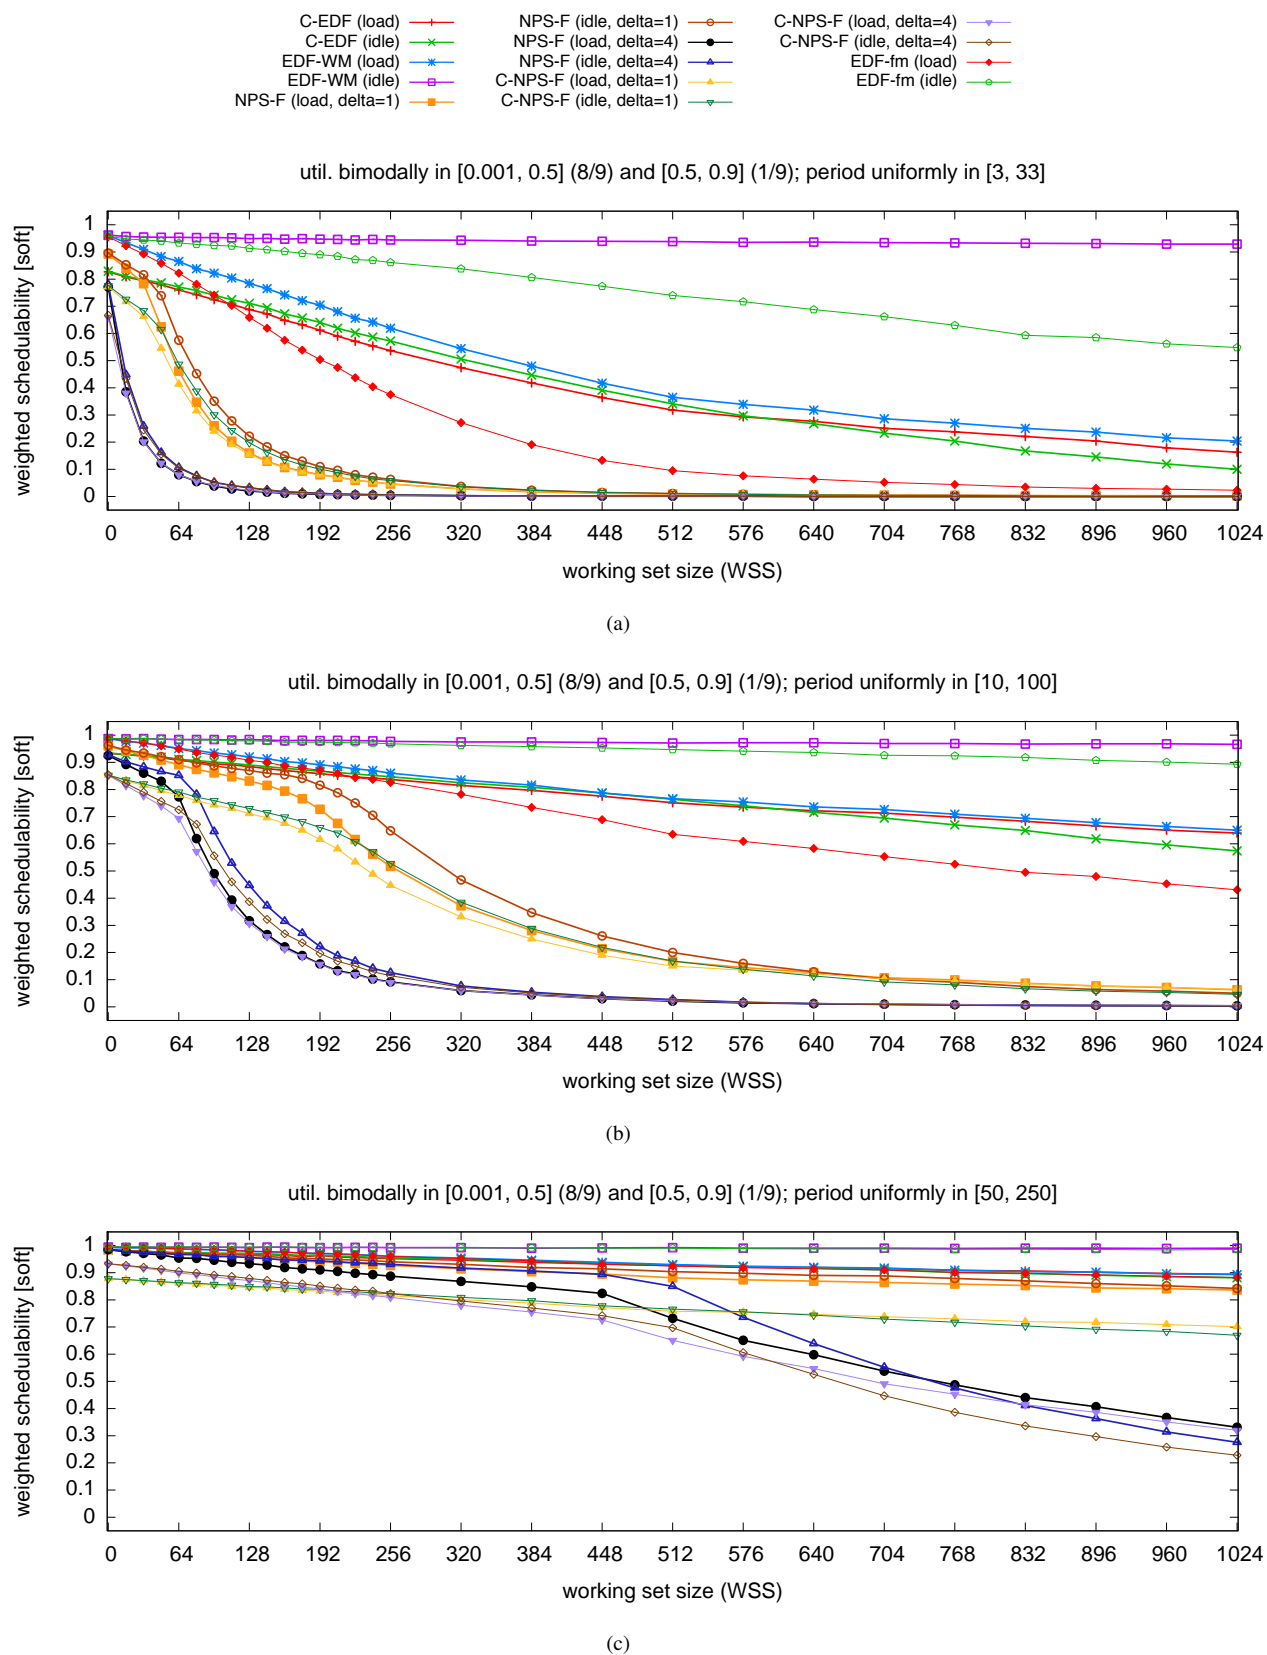 C-EDF (load)
C-EDF (idle)
EDF-WM (load)
EDF-WM (idle)
NPS-F (load, delta=1)
NPS-F (idle, delta=1)
NPS-F (load, delta=4)
NPS-F (idle, delta=4)
C-NPS-F (load, delta=1)
C-NPS-F (idle, delta=1)
C-NPS-F (load, delta=4)
C-NPS-F (idle, delta=4)
EDF-fm (load)
EDF-fm (idle)
util. bimodally in [0.001, 0.5] (8/9) and [0.5, 0.9] (1/9); period uniformly in [3, 33]
weighted schedulability [soft]
1
0.9
0.8
0.7
0.6
0.5
0.4
0.3
0.2
0.1
0
0 64 128 192 256 320 384 448 512 576 640 704 768 832 896 960 1024
working set size (WSS)
(a)
util. bimodally in [0.001, 0.5] (8/9) and [0.5, 0.9] (1/9); period uniformly in [10, 100]
weighted schedulability [soft]
1
0.9
0.8
0.7
0.6
0.5
0.4
0.3
0.2
0.1
0
0 64 128 192 256 320 384 448 512 576 640 704 768 832 896 960 1024
working set size (WSS)
(b)
util. bimodally in [0.001, 0.5] (8/9) and [0.5, 0.9] (1/9); period uniformly in [50, 250]
weighted schedulability [soft]
1
0.9
0.8
0.7
0.6
0.5
0.4
0.3
0.2
0.1
0
0 64 128 192 256 320 384 448 512 576 640 704 768 832 896 960 1024
working set size (WSS)
(c)